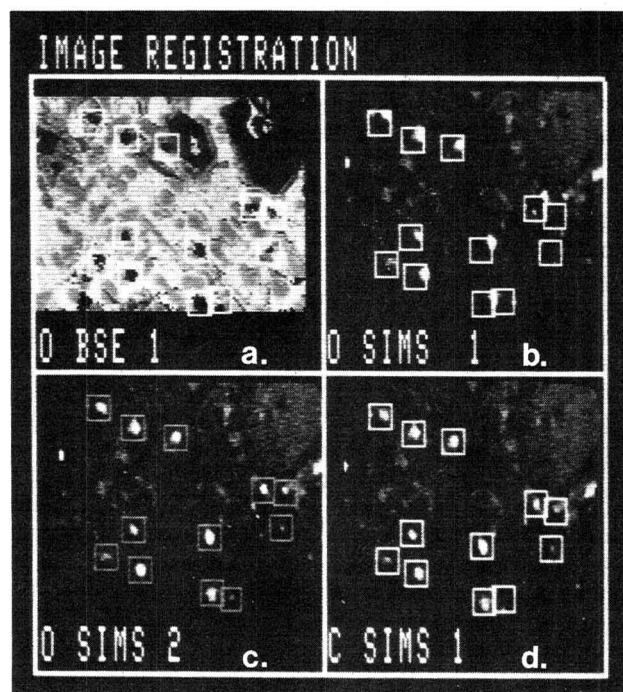 IMAGE REGISTRATION
O BSE 1 a.
O SIMS 1 b.
O SIMS 2 c.
C SIMS 1 d.